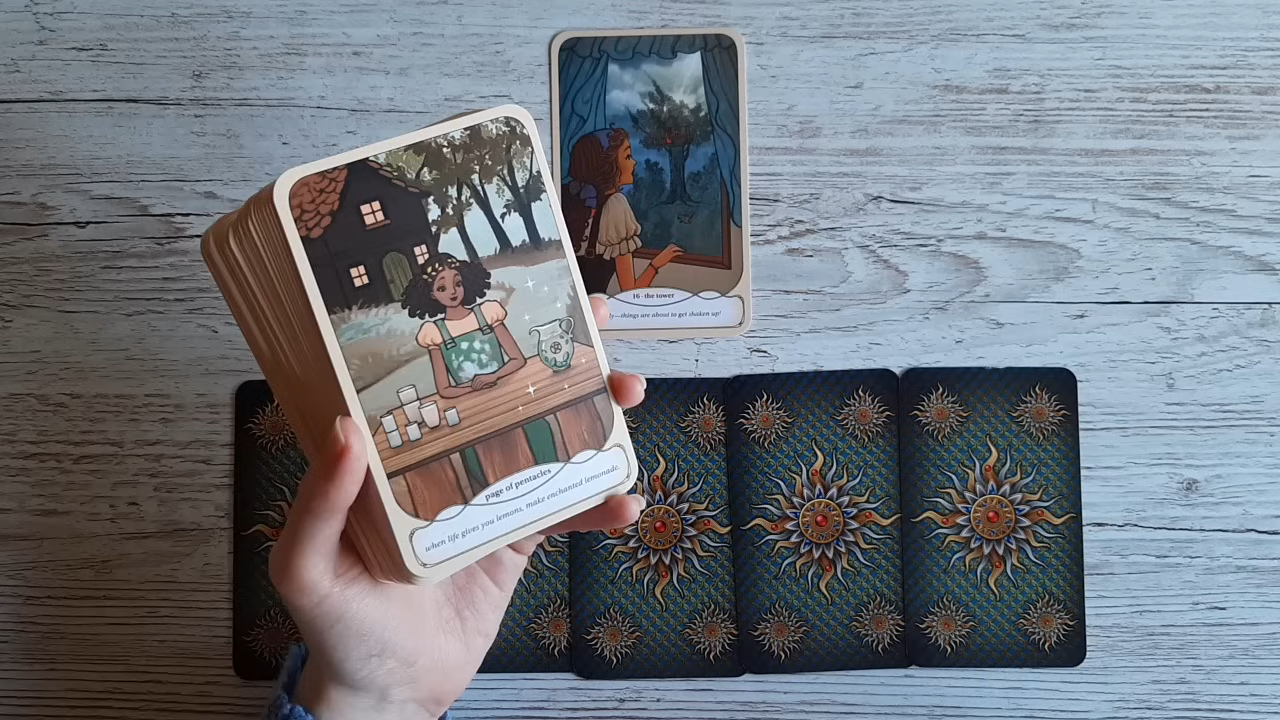 16 - the tower
ly—things are about to get shaken up!
page of pentacles
when life gives you lemons, make enchanted lemonade.